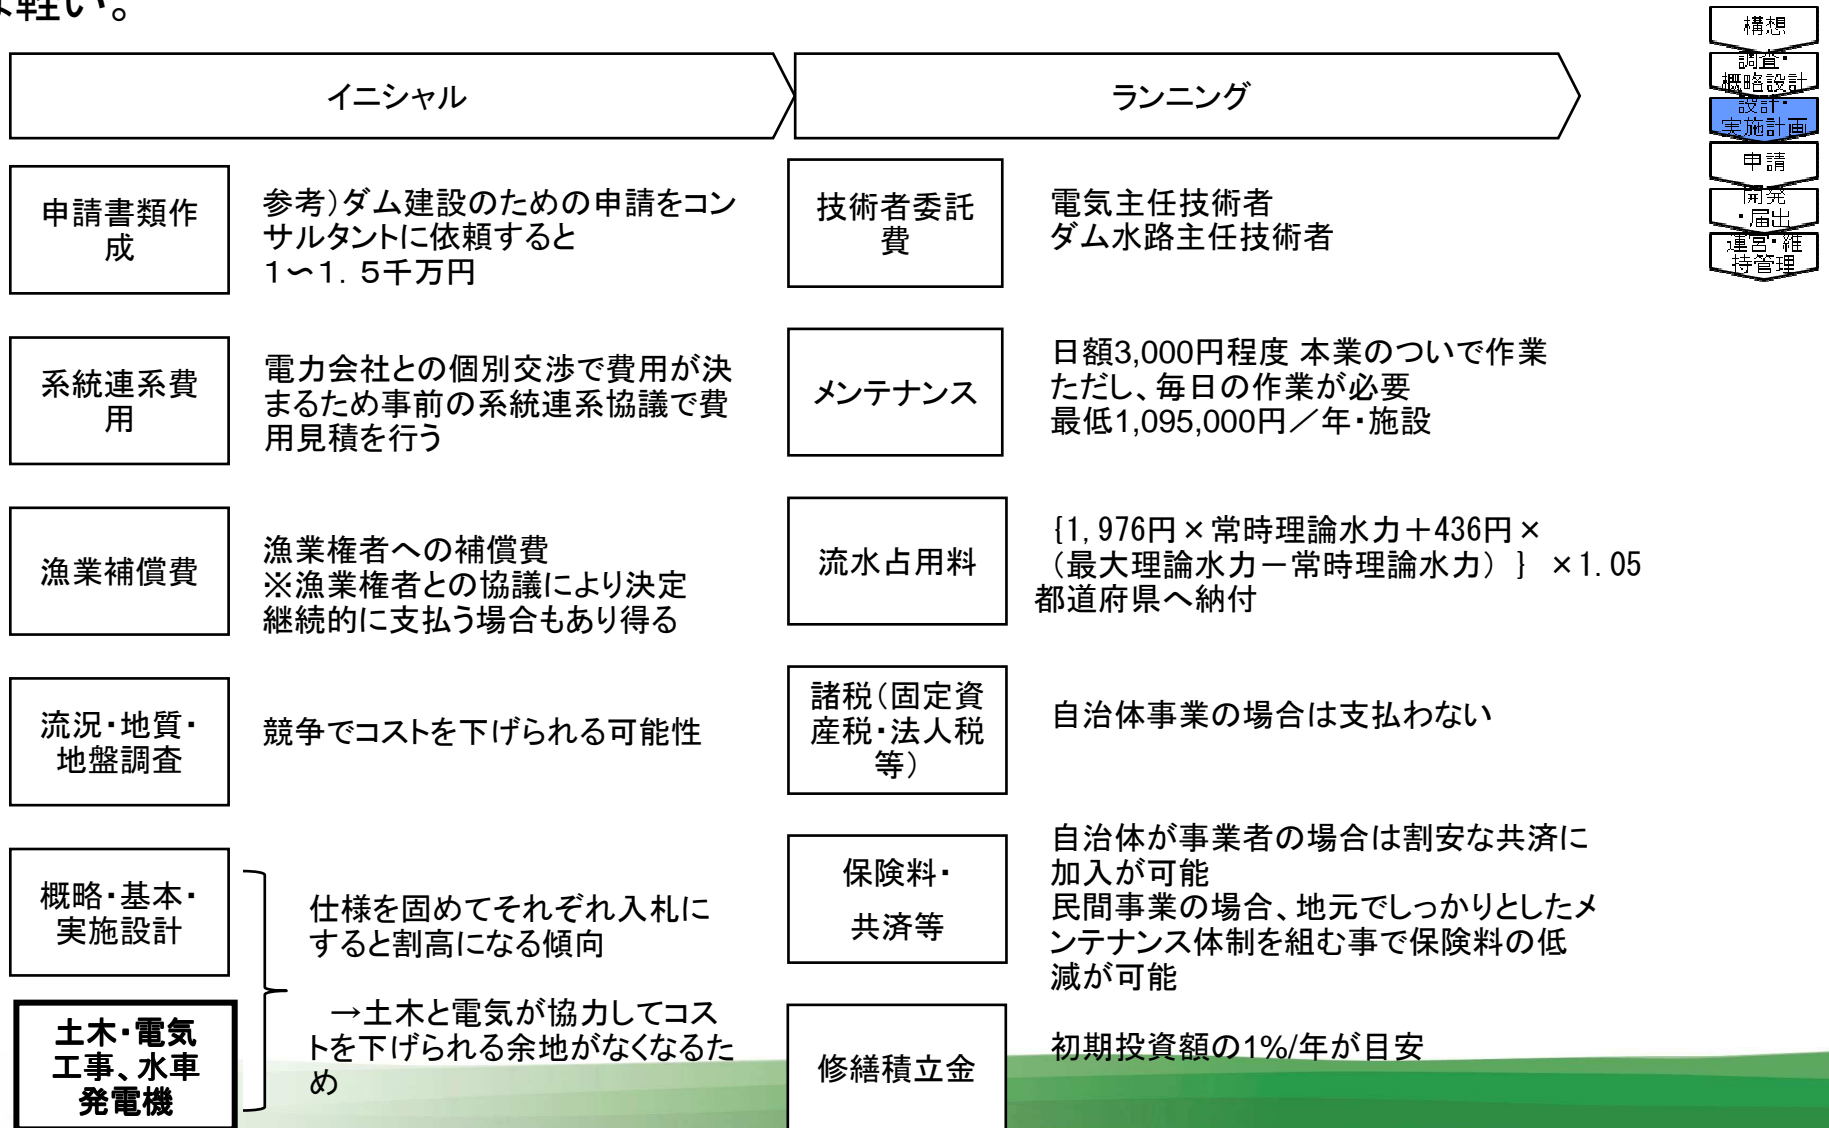 は軽い。
構想
調査・
概略設計
設計・
実施計画
申請
開発
・届出
運営・維
持管理
イニシャル
ランニング
申請書類作
成
参考）ダム建設のための申請をコン
サルタントに依頼すると
１～１．５千万円
系統連系費
用
電力会社との個別交渉で費用が決
まるため事前の系統連系協議で費
用見積を行う
漁業補償費
漁業権者への補償費
※漁業権者との協議により決定
継続的に支払う場合もあり得る
流況・地質・
地盤調査
競争でコストを下げられる可能性
概略・基本・
実施設計
土木・電気
工事、水車
発電機
仕様を固めてそれぞれ入札に
すると割高になる傾向
→土木と電気が協力してコス
トを下げられる余地がなくなるた
め
技術者委託
費
電気主任技術者
ダム水路主任技術者
メンテナンス
日額3,000円程度 本業のついで作業
ただし、毎日の作業が必要
最低1,095,000円／年・施設
流水占用料
{1,976円×常時理論水力＋436円×
（最大理論水力－常時理論水力）} ×1.05
都道府県へ納付
諸税（固定資
産税・法人税
等）
自治体事業の場合は支払わない
保険料・
共済等
自治体が事業者の場合は割安な共済に
加入が可能
民間事業の場合、地元でしっかりとしたメ
ンテナンス体制を組む事で保険料の低
減が可能
修繕積立金
初期投資額の1%/年が目安